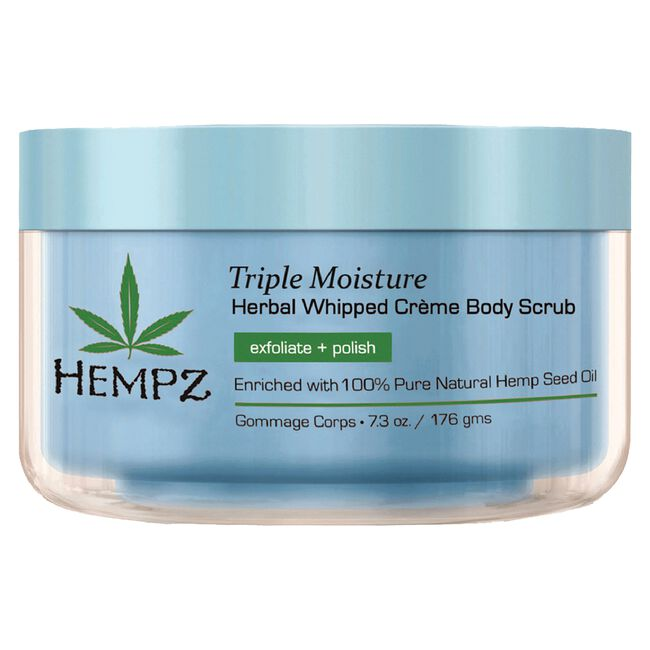 HEMPZ
Triple Moisture
Herbal Whipped Crème Body Scrub
exfoliate + polish
Enriched with 100% Pure Natural Hemp Seed Oil
Gommage Corps • 7.3 oz. / 176 gms